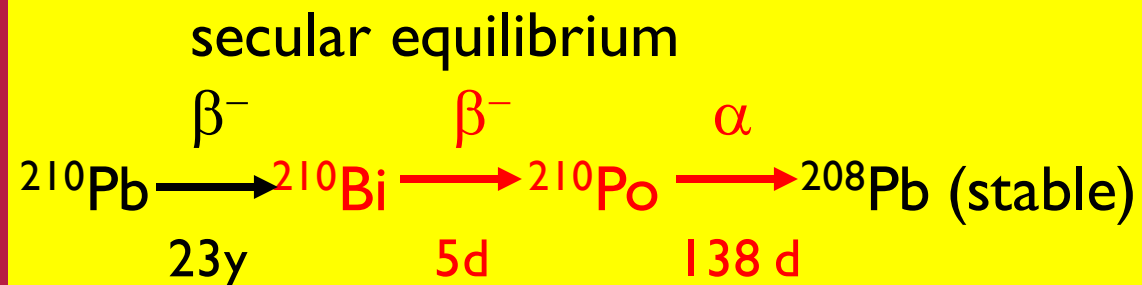 secular equilibrium
β⁻ β⁻ α
²¹⁰Pb ²¹⁰Bi ²¹⁰Po ²⁰⁸Pb (stable)
23y 5d 138 d